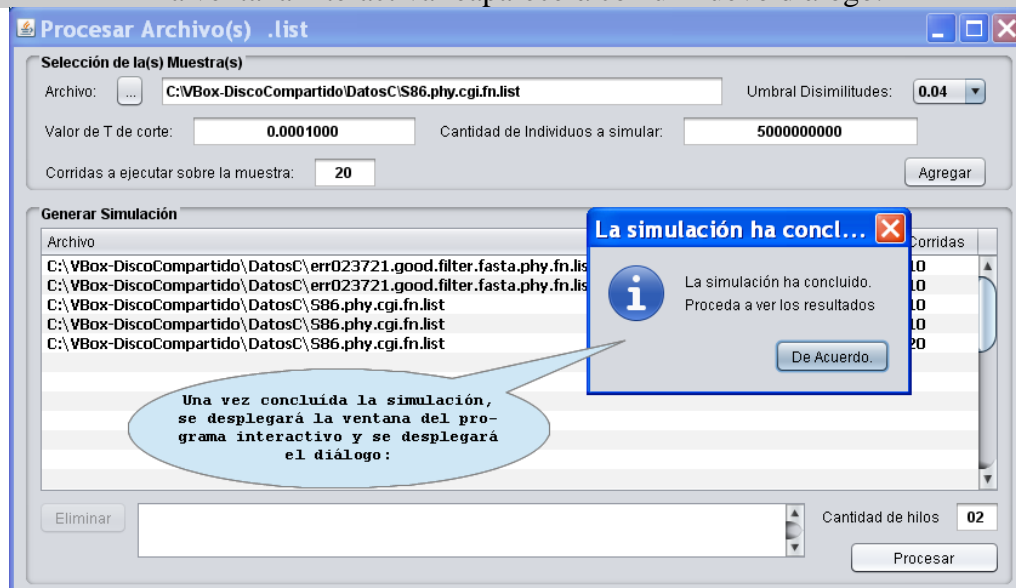 Procesar Archivo(s) .list
Selección de la(s) Muestra(s)
Archivo: ... C:\VBox-DiscoCompartido\DatosC\S86.phy.cgi.fn.list Umbral Disimilitudes: 0.04
Valor de T de corte: 0.0001000 Cantidad de Individuos a simular: 5000000000
Corridas a ejecutar sobre la muestra: 20 Agregar
Generar Simulación
Archivo Corridas
C:\VBox-DiscoCompartido\DatosC\err023721.good.filter.fasta.phy.fn.lis 10
C:\VBox-DiscoCompartido\DatosC\err023721.good.filter.fasta.phy.fn.lis 10
C:\VBox-DiscoCompartido\DatosC\S86.phy.cgi.fn.list 10
C:\VBox-DiscoCompartido\DatosC\S86.phy.cgi.fn.list 10
C:\VBox-DiscoCompartido\DatosC\S86.phy.cgi.fn.list 20
La simulación ha concl...
La simulación ha concluido.
Proceda a ver los resultados
De Acuerdo.
Una vez concluída la simulación,
se desplegará la ventana del pro-
grama interactivo y se desplegará
el diálogo:
Eliminar Cantidad de hilos 02
Procesar